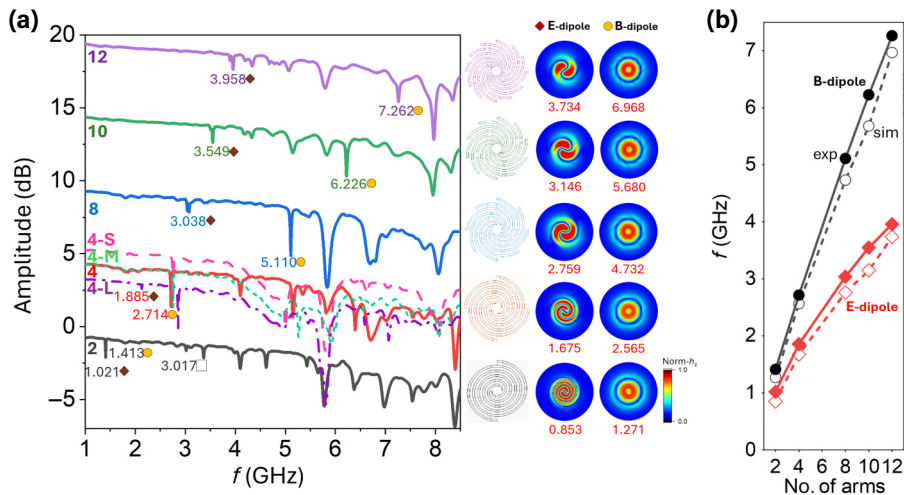 (a)
20
15
10
5
0
−5
Amplitude (dB)
12
3.958
7.262
10
3.549
6.226
8
3.038
5.110
4-S
4-M
4
4-L
1.885
2.714
2
1.413
1.021
3.017
1 2 3 4 5 6 7 8
f (GHz)
E-dipole B-dipole
3.734 6.968
3.146 5.680
2.759 4.732
1.675 2.565
Norm-hz
1.0
0.0
0.853 1.271
(b)
7
6
5
4
3
2
1
0
f (GHz)
B-dipole
exp
sim
E-dipole
2 4 6 8 10 12
No. of arms